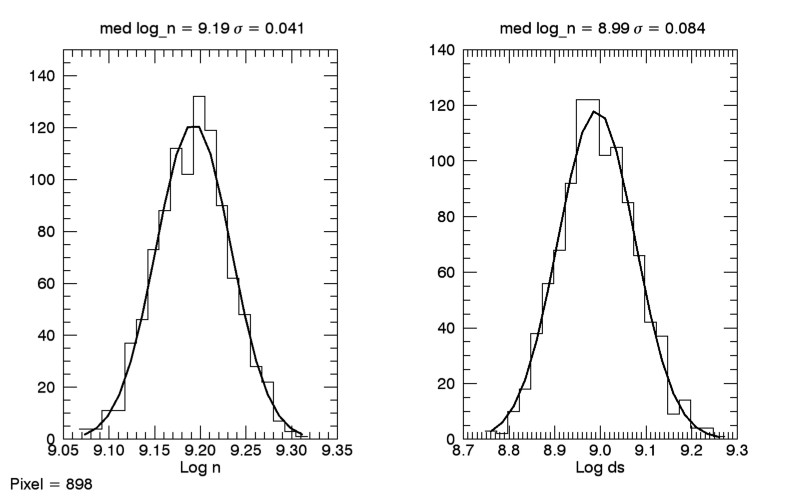 med log_n = 9.19 σ = 0.041
med log_n = 8.99 σ = 0.084
140
120
100
80
60
40
20
0
9.05 9.10 9.15 9.20 9.25 9.30 9.35
Log n
140
120
100
80
60
40
20
0
8.7 8.8 8.9 9.0 9.1 9.2 9.3
Log ds
Pixel = 898